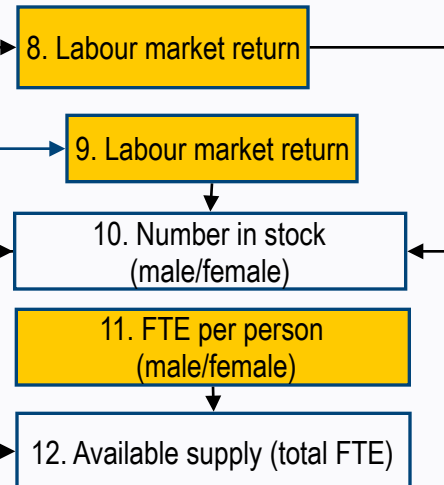 8. Labour market return
9. Labour market return
10. Number in stock
(male/female)
11. FTE per person
(male/female)
12. Available supply (total FTE)